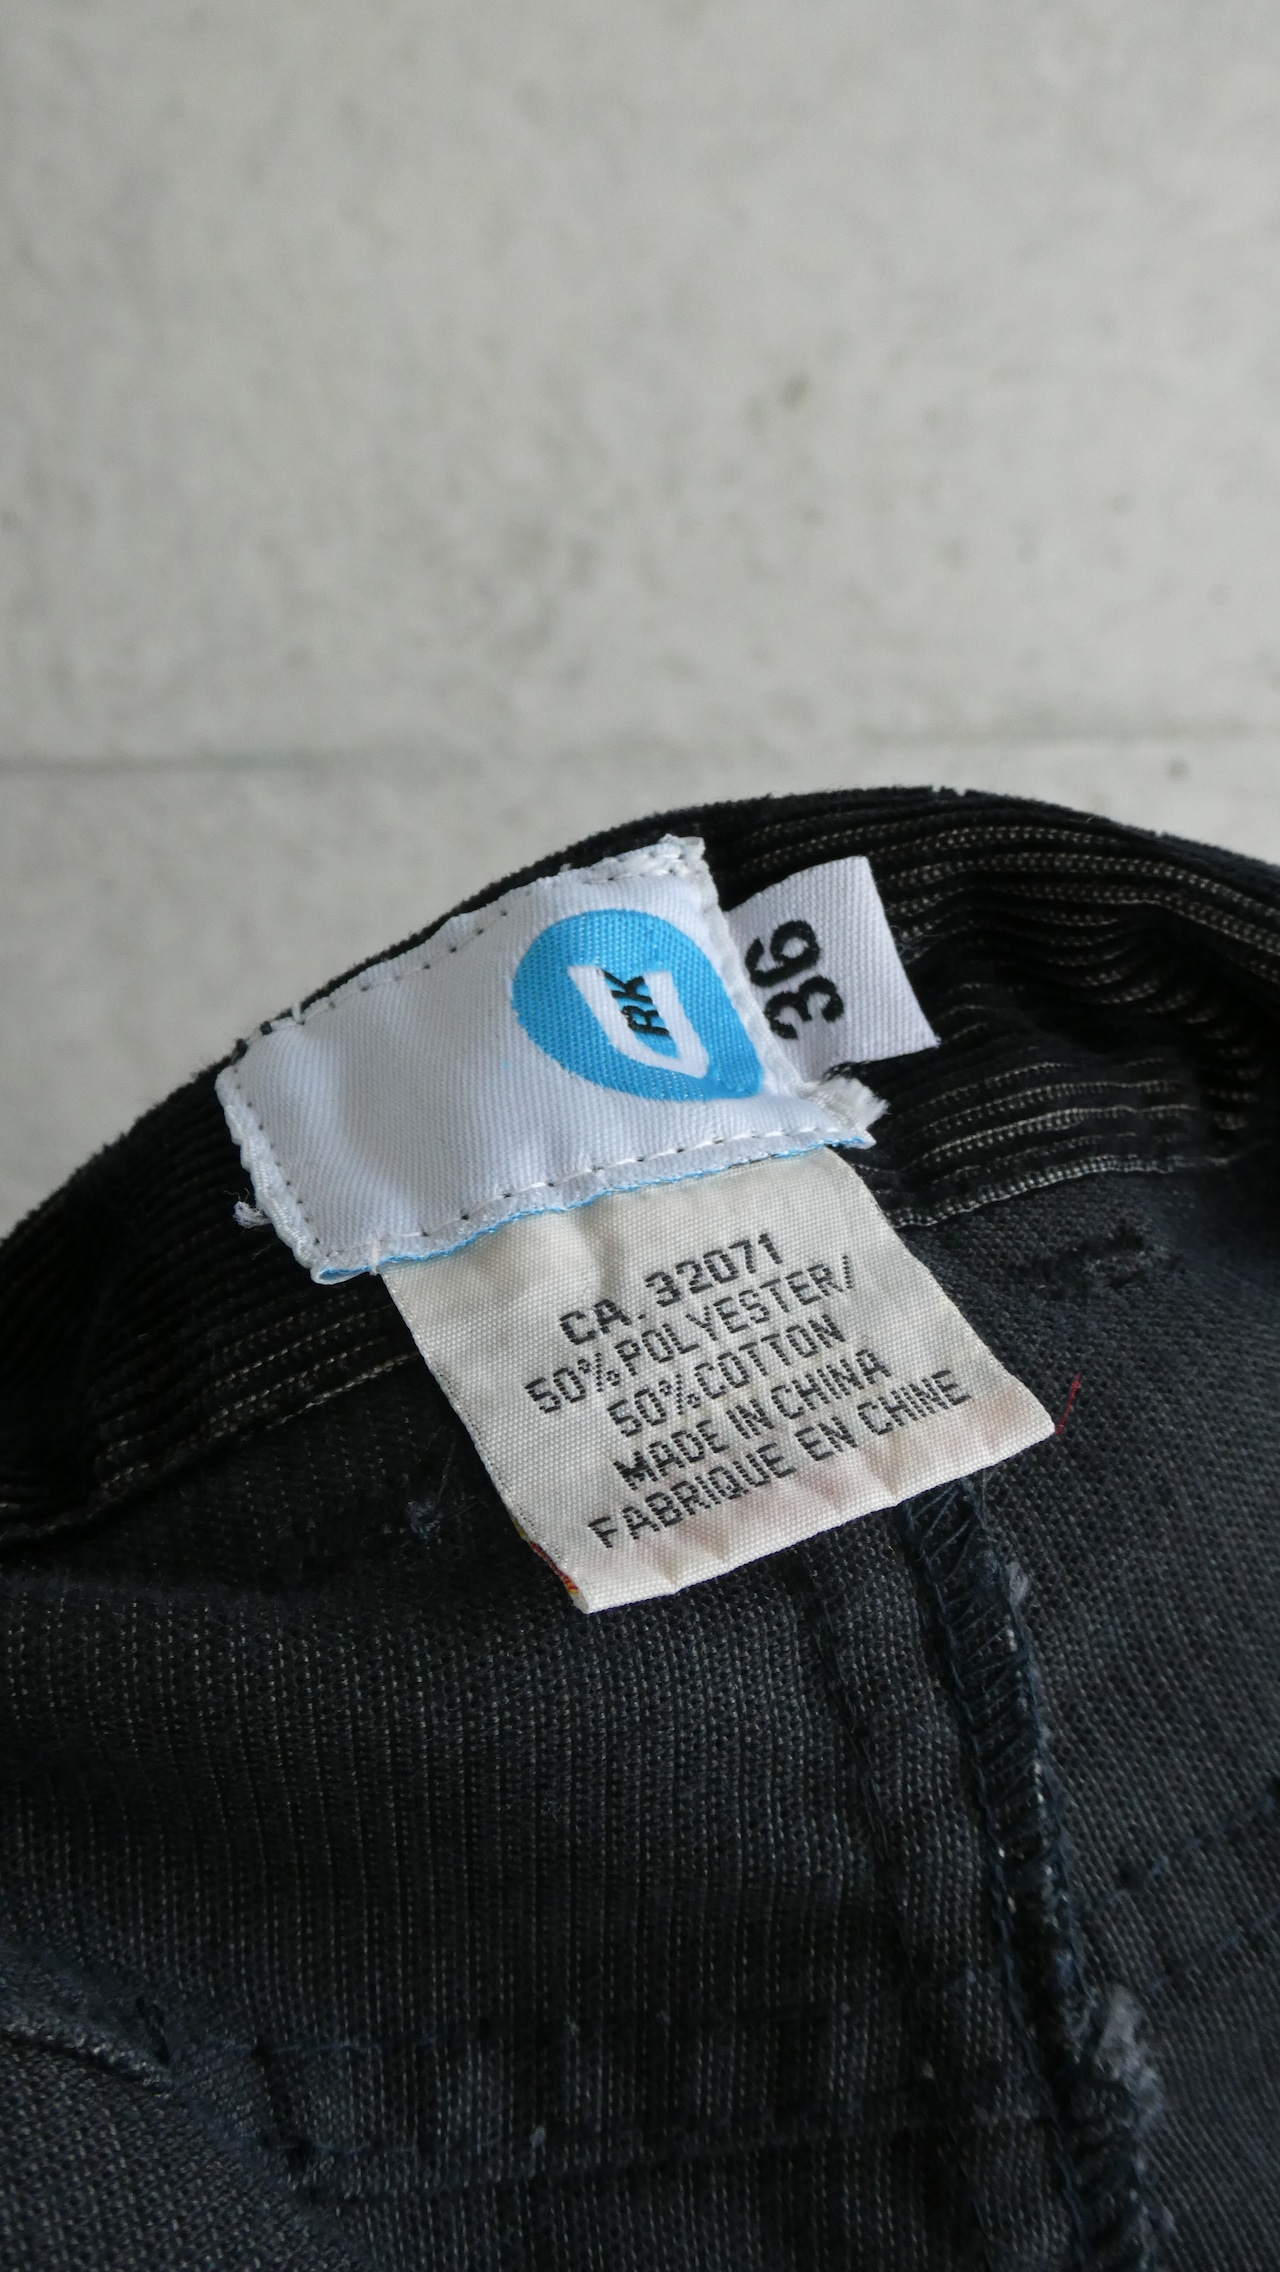 RK
36
CA. 32071
50%POLYESTER/
50%COTTON
MADE IN CHINA
FABRIQUE EN CHINE